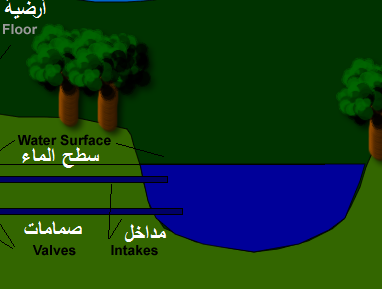 أرضية
Floor
Water Surface
سطح الماء
صمامات
مداخل
Valves
Intakes